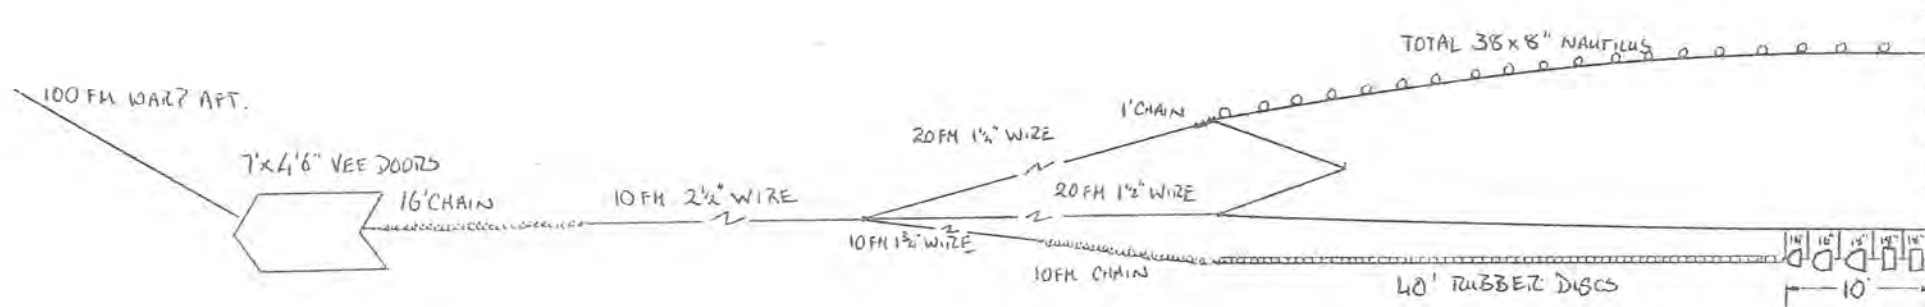 TOTAL 38 x 8" NAUTILUS
100 FM WARP AFT.
1' CHAIN
20 FM 1½" WIRE
7' x 4'6" VEE DOORS
16' CHAIN
10 FM 2½" WIRE
20 FM 1½" WIRE
10 FM 1¾" WIRE
10 FM CHAIN
40' RUBBER DISCS
18" 18" 18" 18" 18"
10'